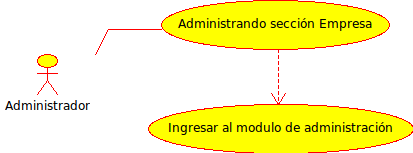 Administrando sección Empresa
Administrador
Ingresar al modulo de administración